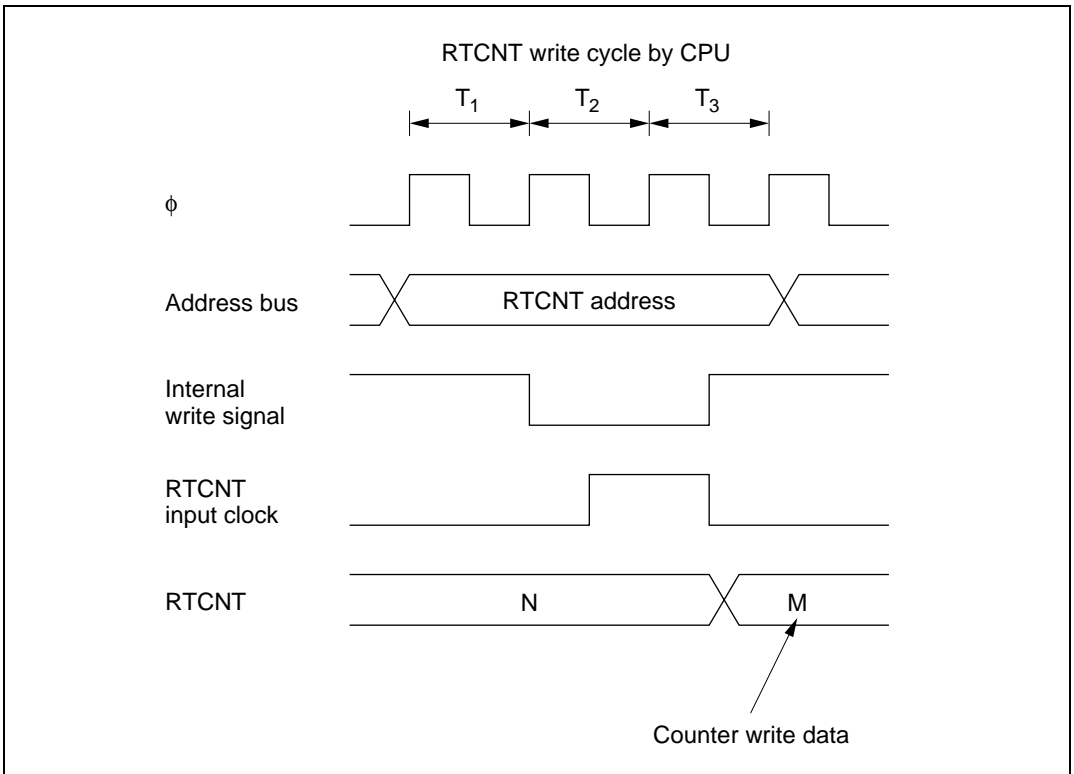 RTCNT write cycle by CPU
T1 T2 T3
φ
Address bus
RTCNT address
Internal
write signal
RTCNT
input clock
RTCNT
N
M
Counter write data